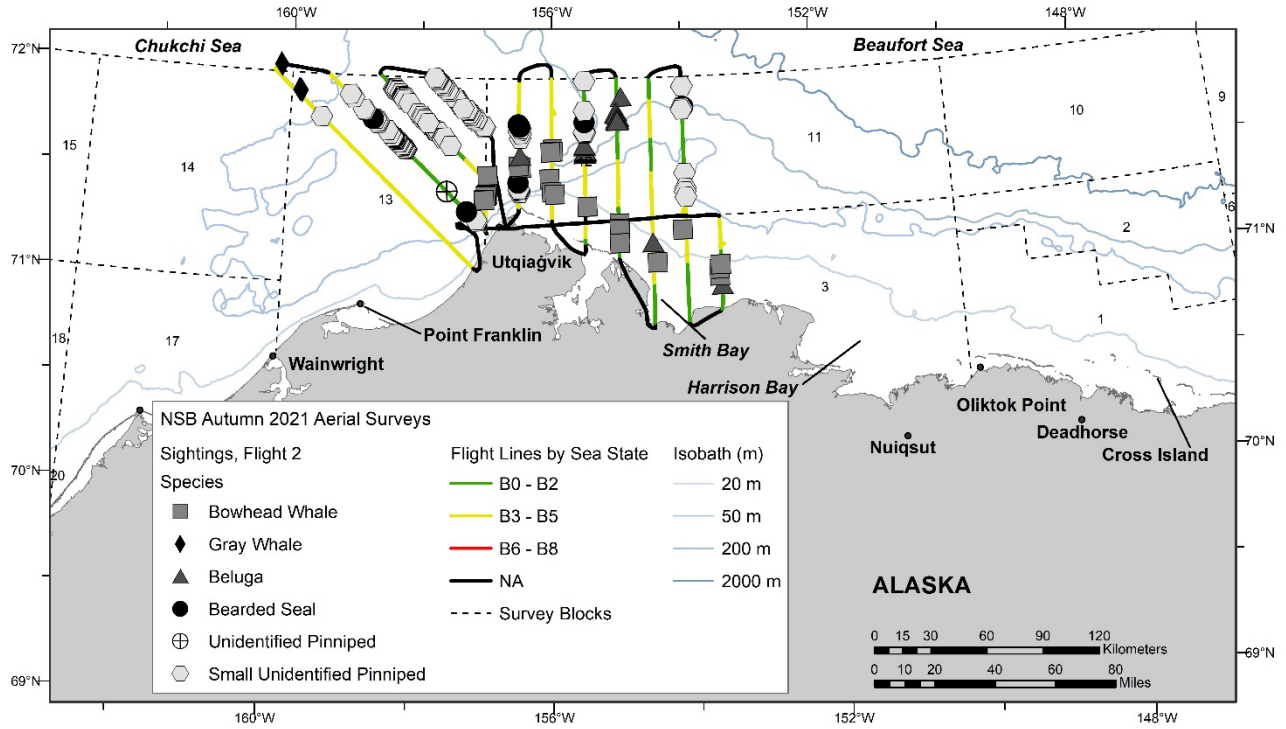 160°W 156°W 152°W 148°W
72°N
Chukchi Sea
Beaufort Sea
9
10
11
15
14
13
6
71°N
71°N
2
Utqiaġvik
3
1
18
17
Point Franklin
Smith Bay
Wainwright
Harrison Bay
Oliktok Point
Deadhorse
Nuiqsut
Cross Island
70°N
70°N
20
NSB Autumn 2021 Aerial Surveys
Sightings, Flight 2
Species
Bowhead Whale
Gray Whale
Beluga
Bearded Seal
Unidentified Pinniped
Small Unidentified Pinniped
Flight Lines by Sea State
B0 - B2
B3 - B5
B6 - B8
NA
Survey Blocks
Isobath (m)
20 m
50 m
200 m
2000 m
ALASKA
0 15 30 60 90 120
Kilometers
0 10 20 40 60 80
Miles
69°N
69°N
160°W 156°W 152°W 148°W